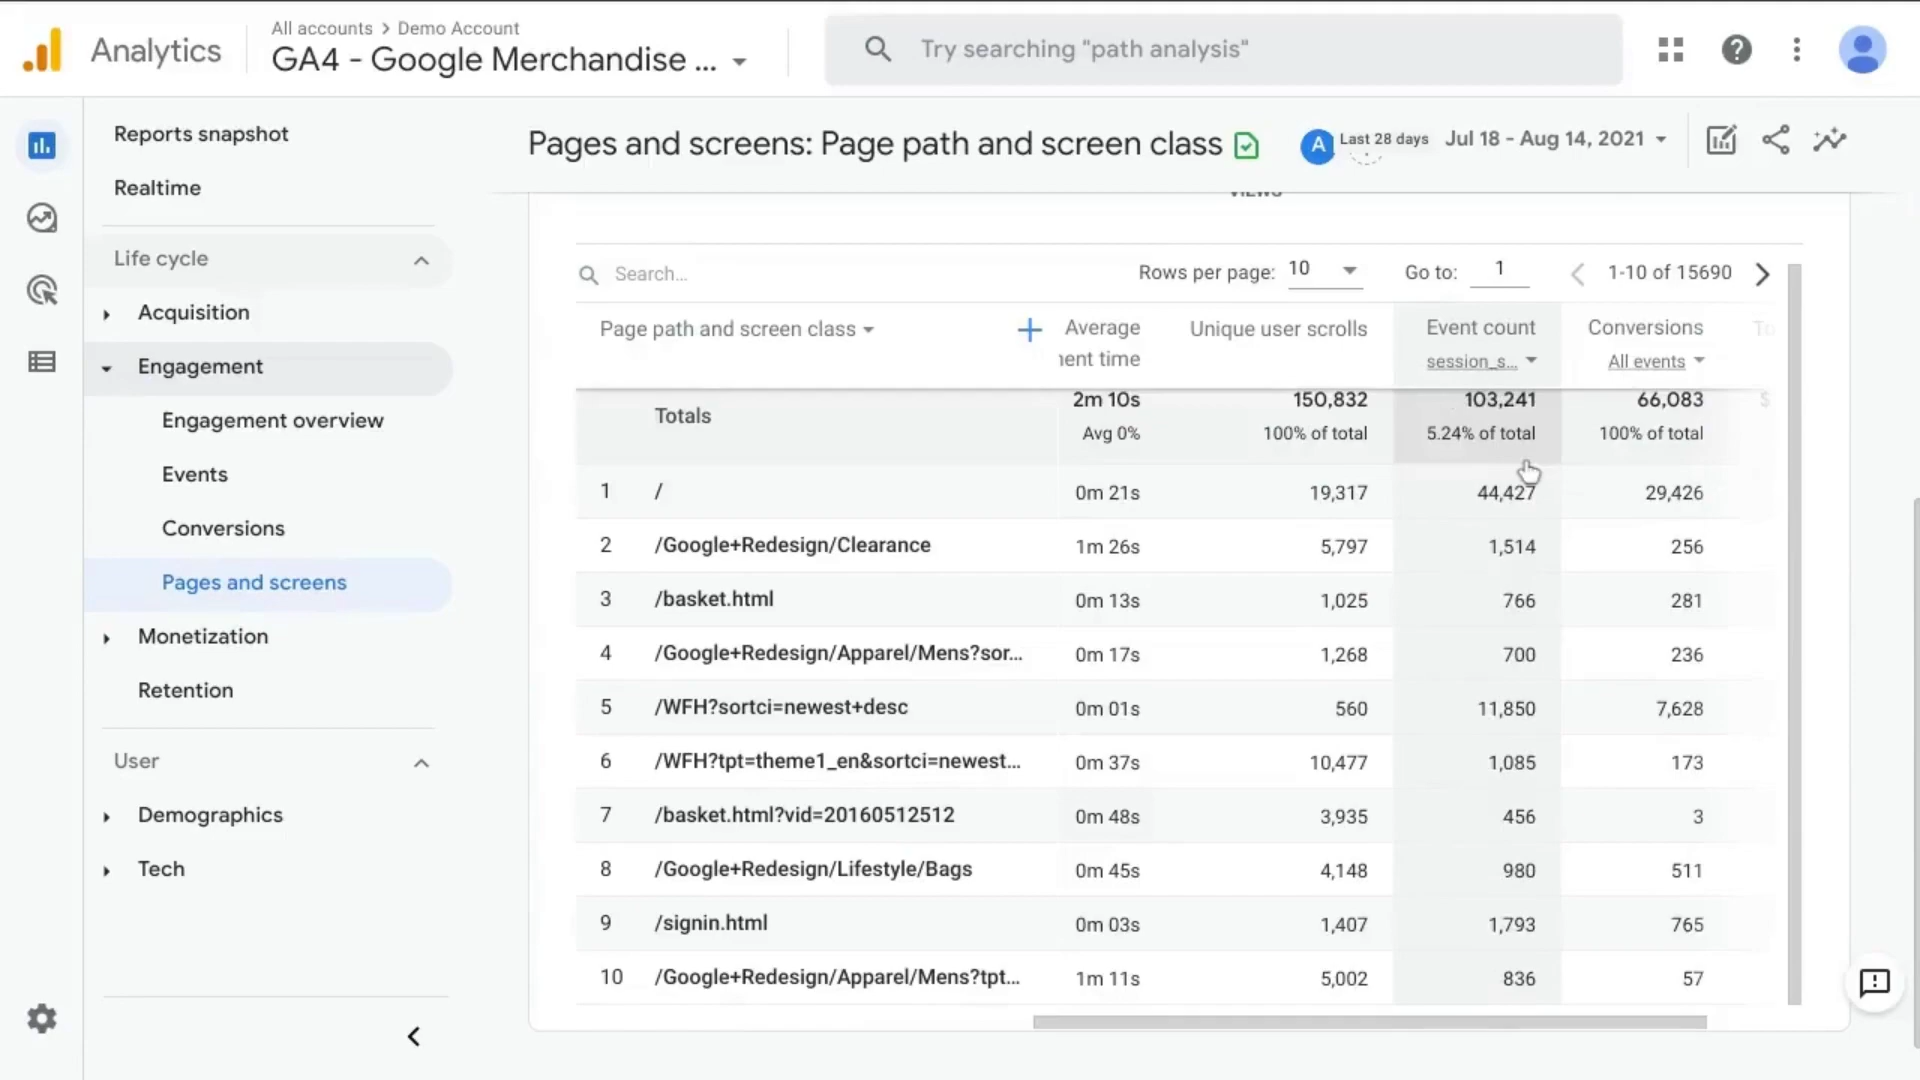 Analytics
All accounts > Demo Account
GA4 - Google Merchandise ...
Try searching "path analysis"
Reports snapshot
Realtime
Life cycle
Acquisition
Engagement
Engagement overview
Events
Conversions
Pages and screens
Monetization
Retention
User
Demographics
Tech
Pages and screens: Page path and screen class
A Last 28 days Jul 18 - Aug 14, 2021
Search...
Rows per page: 10 Go to: 1 1-10 of 15690
Page path and screen class + Average Unique user scrolls Event count Conversions
session_s... All events
Totals 2m 10s 150,832 103,241 66,083 $
Avg 0% 100% of total 5.24% of total 100% of total
1 / 0m 21s 19,317 44,427 29,426
2 /Google+Redesign/Clearance 1m 26s 5,797 1,514 256
3 /basket.html 0m 13s 1,025 766 281
4 /Google+Redesign/Apparel/Mens?sor... 0m 17s 1,268 700 236
5 /WFH?sortci=newest+desc 0m 01s 560 11,850 7,628
6 /WFH?tpt=theme1_en&sortci=newest... 0m 37s 10,477 1,085 173
7 /basket.html?vid=20160512512 0m 48s 3,935 456 3
8 /Google+Redesign/Lifestyle/Bags 0m 45s 4,148 980 511
9 /signin.html 0m 03s 1,407 1,793 765
10 /Google+Redesign/Apparel/Mens?tpt... 1m 11s 5,002 836 57